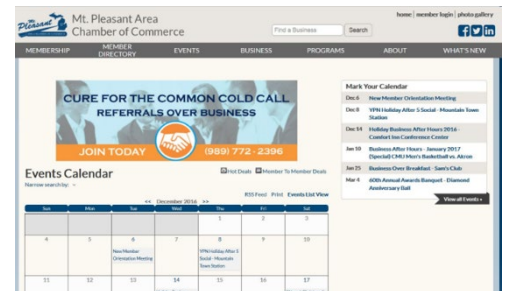 Mt. Pleasant Area
Chamber of Commerce
home | member login | photo gallery
Find a Business Search
MEMBERSHIP MEMBER DIRECTORY EVENTS BUSINESS PROGRAMS ABOUT WHAT'S NEW
CURE FOR THE COMMON COLD CALL
REFERRALS OVER BUSINESS
JOIN TODAY (989) 772-2396
Mark Your Calendar
Dec 6 New Member Orientation Meeting
Dec 8 YPN Holiday After 5 Social - Mountain Town
Station
Dec 14 Holiday Business After Hours 2016 -
Comfort Inn Conference Center
Jan 10 Business After Hours - January 2017
(Special) CMU Men's Basketball vs. Akron
Jan 25 Business Over Breakfast - Sam's Club
Mar 4 60th Annual Awards Banquet - Diamond
Anniversary Ball
View all Events »
Events Calendar
Hot Deals Member To Member Deals
Narrow search by:
RSS Feed Print Events List View
<< December 2016 >>
Sun Mon Tue Wed Thu Fri Sat
1 2 3
4 5 6 7 8 9 10
New Member
Orientation Meeting
YPN Holiday After 5
Social - Mountain
Town Station
11 12 13 14 15 16 17